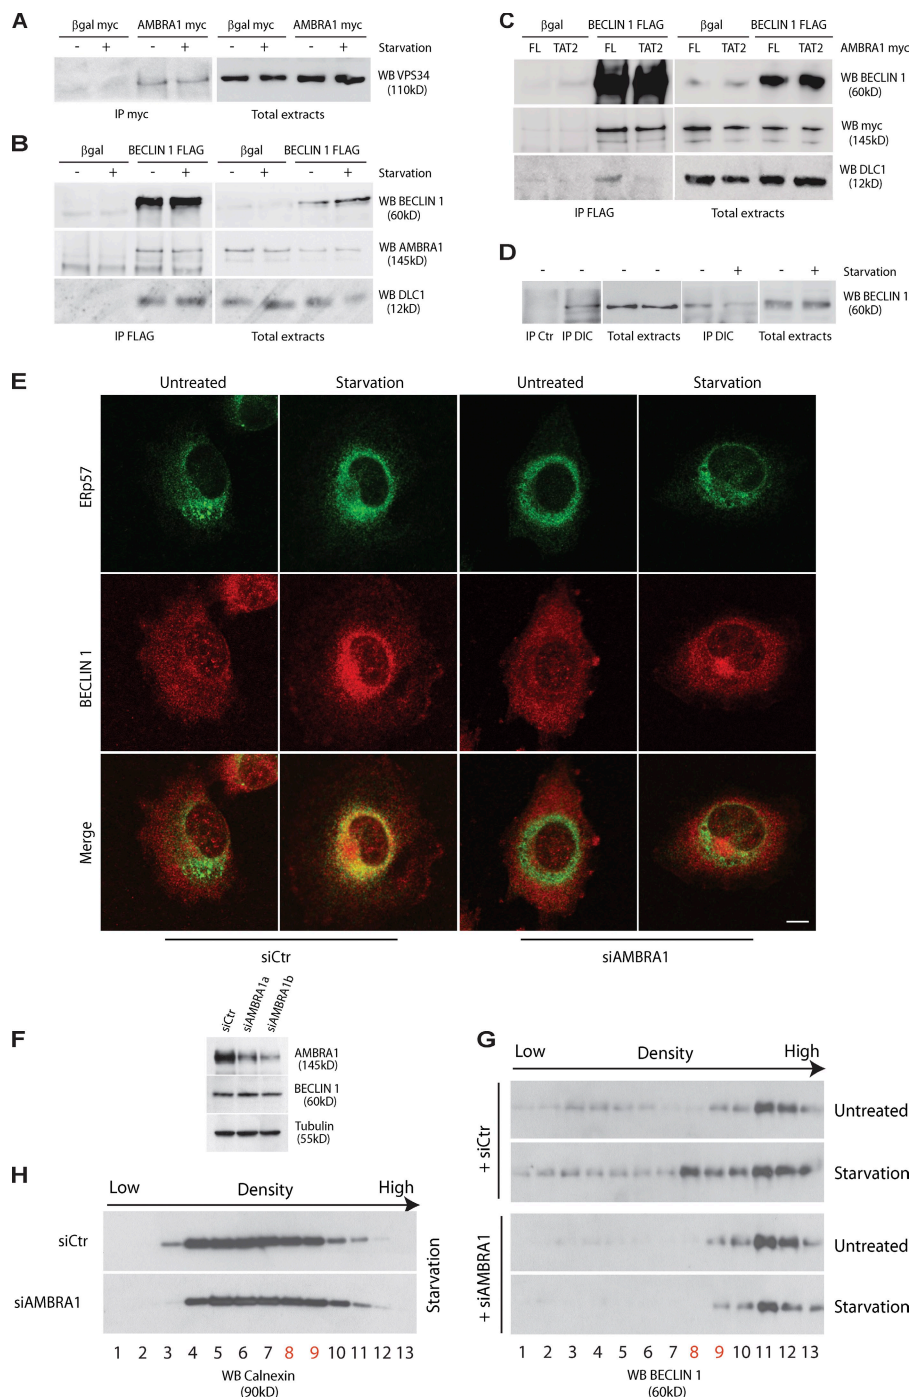 A
βgal myc AMBRA1 myc βgal myc AMBRA1 myc
- + - + - + - + Starvation
WB VPS34
(110kD)
IP myc Total extracts
B
βgal BECLIN 1 FLAG βgal BECLIN 1 FLAG
- + - + - + - + Starvation
WB BECLIN 1
(60kD)
WB AMBRA1
(145kD)
WB DLC1
(12kD)
IP FLAG Total extracts
C
βgal BECLIN 1 FLAG βgal BECLIN 1 FLAG
FL TAT2 FL TAT2 FL TAT2 FL TAT2 AMBRA1 myc
WB BECLIN 1
(60kD)
WB myc
(145kD)
WB DLC1
(12kD)
IP FLAG Total extracts
D
- - - - - + - + Starvation
WB BECLIN 1
(60kD)
IP Ctr IP DIC Total extracts IP DIC Total extracts
E
Untreated Starvation Untreated Starvation
ERp57
BECLIN 1
Merge
siCtr siAMBRA1
F
siCtr siAMBRA1a siAMBRA1b
AMBRA1
(145kD)
BECLIN 1
(60kD)
Tubulin
(55kD)
G
Low Density High
+ siCtr
Untreated
Starvation
+ siAMBRA1
Untreated
Starvation
1 2 3 4 5 6 7 8 9 10 11 12 13
WB BECLIN 1
(60kD)
H
Low Density High
siCtr
siAMBRA1
Starvation
1 2 3 4 5 6 7 8 9 10 11 12 13
WB Calnexin
(90kD)